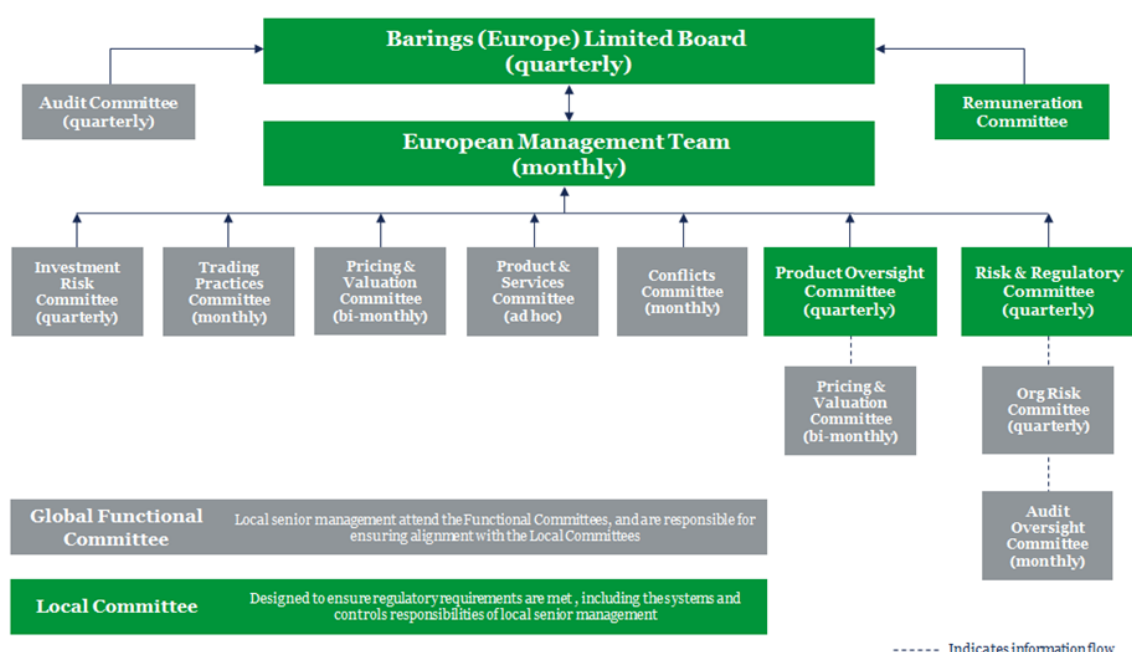 Barings (Europe) Limited Board
(quarterly)
Audit Committee
(quarterly)
Remuneration
Committee
European Management Team
(monthly)
Investment
Risk
Committee
(quarterly)
Trading
Practices
Committee
(monthly)
Pricing &
Valuation
Committee
(bi-monthly)
Product &
Services
Committee
(ad hoc)
Conflicts
Committee
(monthly)
Product Oversight
Committee
(quarterly)
Risk & Regulatory
Committee
(quarterly)
Pricing &
Valuation
Committee
(bi-monthly)
Org Risk
Committee
(quarterly)
Audit
Oversight
Committee
(monthly)
Global Functional
Committee
Local senior management attend the Functional Committees, and are responsible for
ensuring alignment with the Local Committees
Local Committee
Designed to ensure regulatory requirements are met , including the systems and
controls responsibilities of local senior management
Indicates information flow